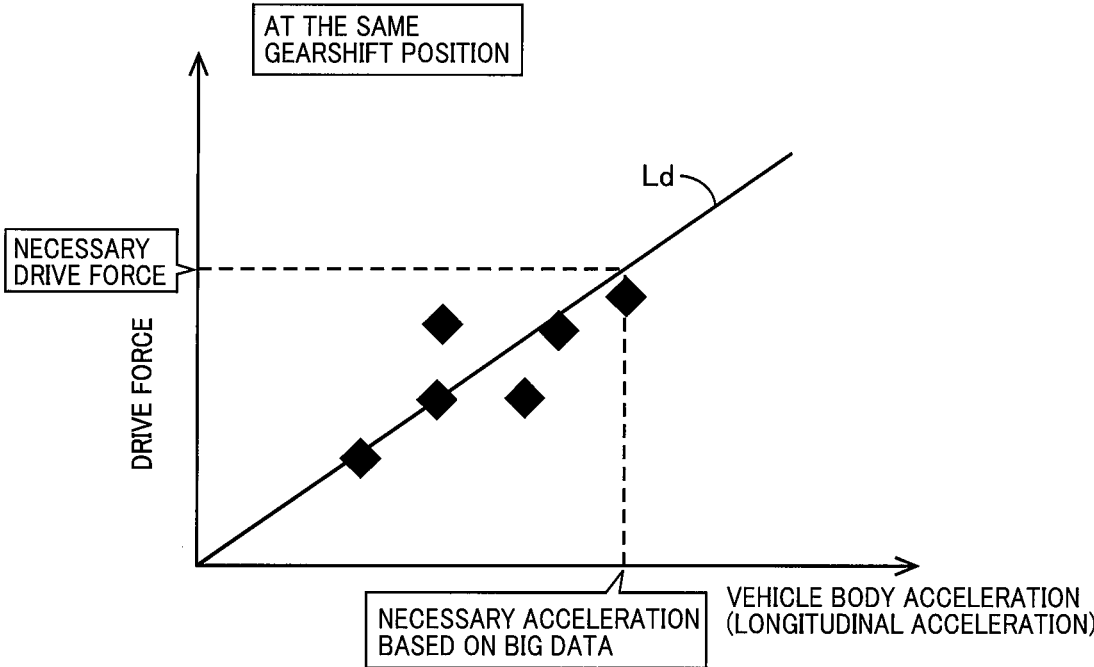 AT THE SAME
GEARSHIFT POSITION
Ld
NECESSARY
DRIVE FORCE
DRIVE FORCE
NECESSARY ACCELERATION
BASED ON BIG DATA
VEHICLE BODY ACCELERATION
(LONGITUDINAL ACCELERATION)